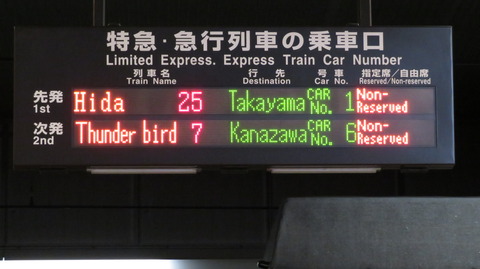 特急・急行列車の乗車口
Limited Express. Express Train Car Number
列車名 行先 号車 指定席/自由席
Train Name Destination Car No. Reserved/Non-reserved
先発 1st Hida 25 Takayama CAR No. 1 Non-Reserved
次発 2nd Thunder bird 7 Kanazawa CAR No. 6 Non-Reserved